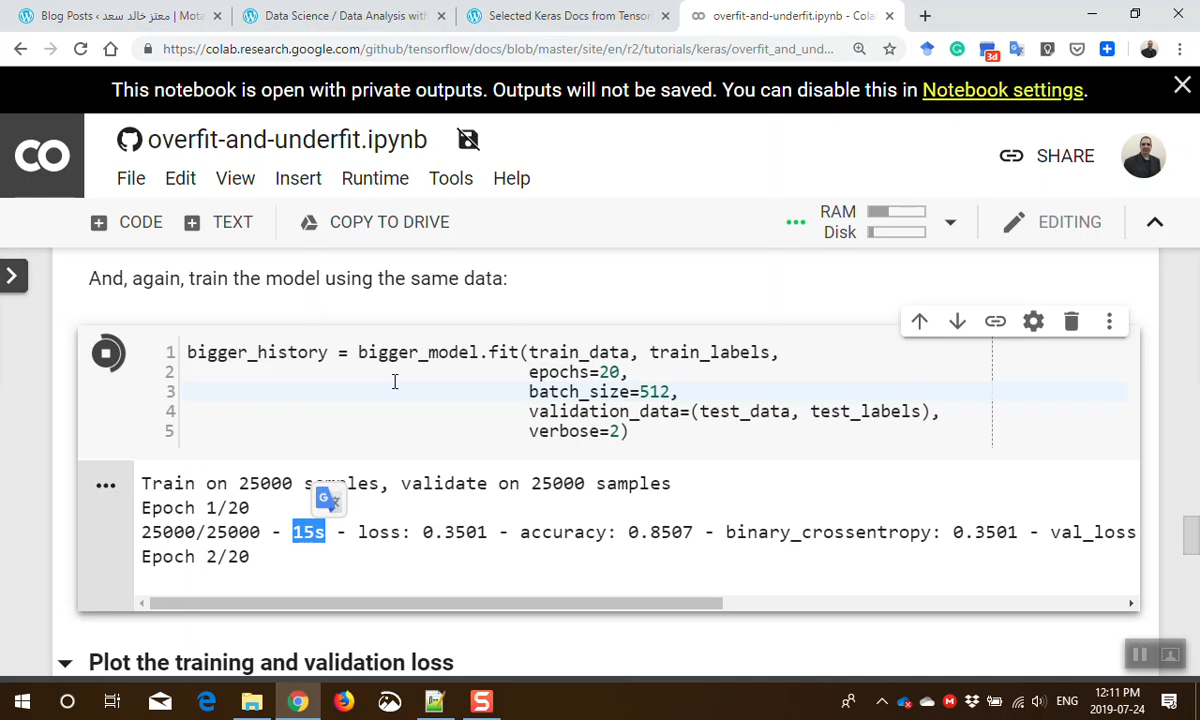 Blog Posts ‹ معتز خالد سعد | Mota
Data Science / Data Analysis with
Selected Keras Docs from Tensor
overfit-and-underfit.ipynb - Cola
https://colab.research.google.com/github/tensorflow/docs/blob/master/site/en/r2/tutorials/keras/overfit_and_und...
3d
This notebook is open with private outputs. Outputs will not be saved. You can disable this in Notebook settings.
overfit-and-underfit.ipynb
SHARE
File Edit View Insert Runtime Tools Help
CODE TEXT COPY TO DRIVE
RAM
Disk
EDITING
And, again, train the model using the same data:
1 bigger_history = bigger_model.fit(train_data, train_labels,
2 epochs=20,
3 batch_size=512,
4 validation_data=(test_data, test_labels),
5 verbose=2)
Train on 25000 samples, validate on 25000 samples
Epoch 1/20
25000/25000 - 15s - loss: 0.3501 - accuracy: 0.8507 - binary_crossentropy: 0.3501 - val_loss
Epoch 2/20
Plot the training and validation loss
ENG
12:11 PM
2019-07-24